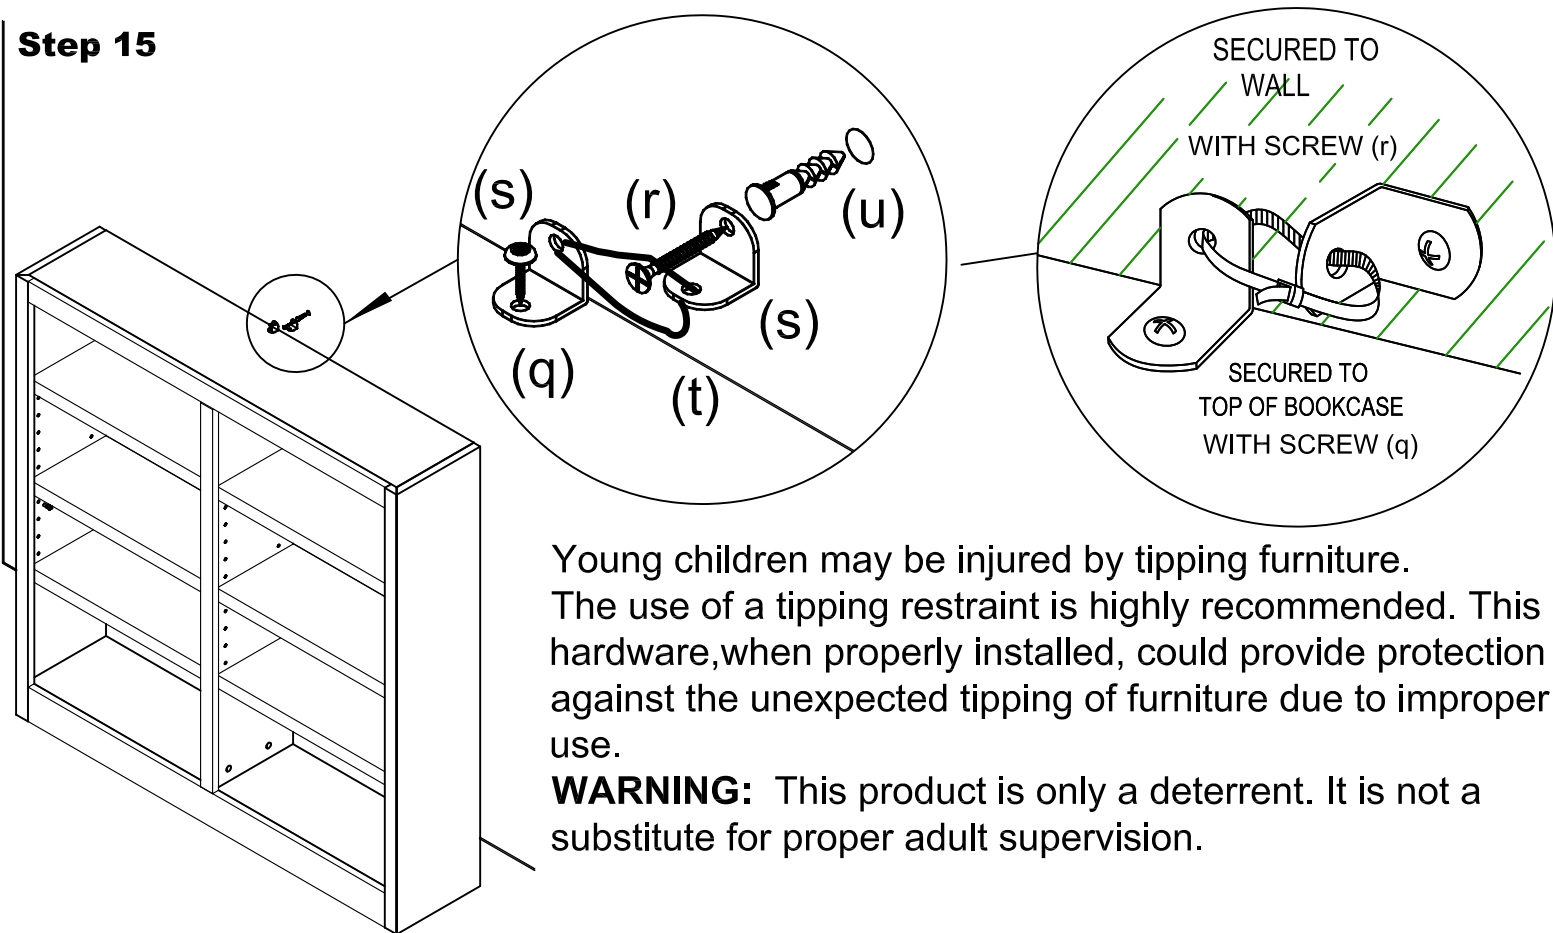 Step 15
(s)
(r)
(u)
(s)
(q)
(t)
SECURED TO
WALL
WITH SCREW (r)
SECURED TO
TOP OF BOOKCASE
WITH SCREW (q)
Young children may be injured by tipping furniture.
The use of a tipping restraint is highly recommended. This
hardware,when properly installed, could provide protection
against the unexpected tipping of furniture due to improper
use.
WARNING: This product is only a deterrent. It is not a
substitute for proper adult supervision.